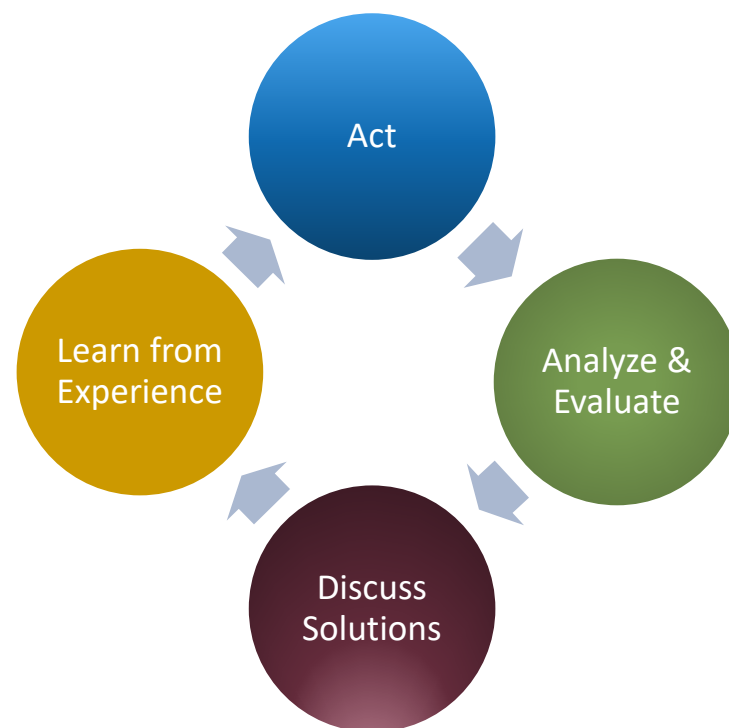 Act
Analyze &
Evaluate
Discuss
Solutions
Learn from
Experience